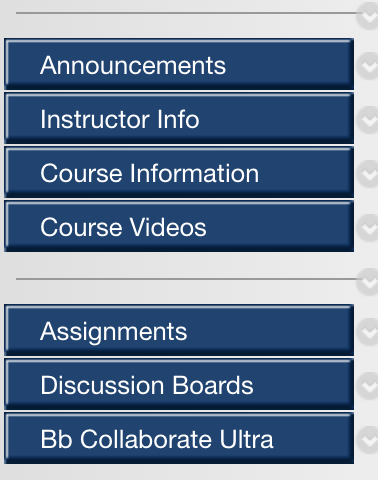 Announcements
Instructor Info
Course Information
Course Videos
Assignments
Discussion Boards
Bb Collaborate Ultra